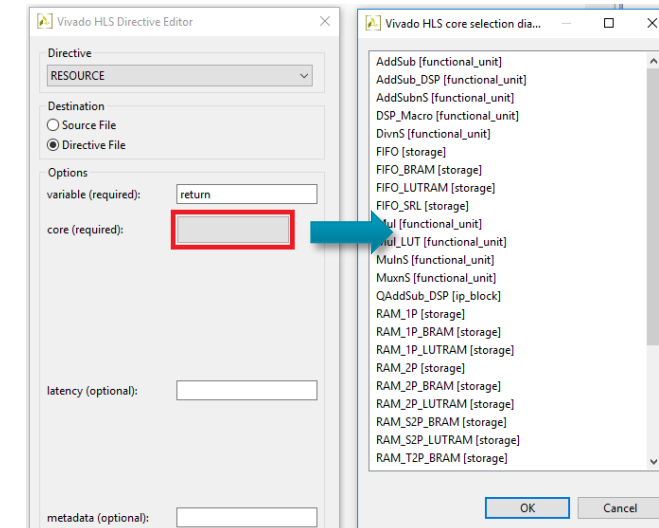 Vivado HLS Directive Editor
Directive
RESOURCE
Destination
Source File
Directive File
Options
variable (required):
return
core (required):
latency (optional):
metadata (optional):
Vivado HLS core selection dia...
AddSub [functional_unit]
AddSub_DSP [functional_unit]
AddSubnS [functional_unit]
DSP_Macro [functional_unit]
DivnS [functional_unit]
FIFO [storage]
FIFO_BRAM [storage]
FIFO_LUTRAM [storage]
FIFO_SRL [storage]
Mul [functional_unit]
Mul_LUT [functional_unit]
MulnS [functional_unit]
MuxnS [functional_unit]
QAddSub_DSP [ip_block]
RAM_1P [storage]
RAM_1P_BRAM [storage]
RAM_1P_LUTRAM [storage]
RAM_2P [storage]
RAM_2P_BRAM [storage]
RAM_2P_LUTRAM [storage]
RAM_S2P_BRAM [storage]
RAM_S2P_LUTRAM [storage]
RAM_T2P_BRAM [storage]
OK
Cancel